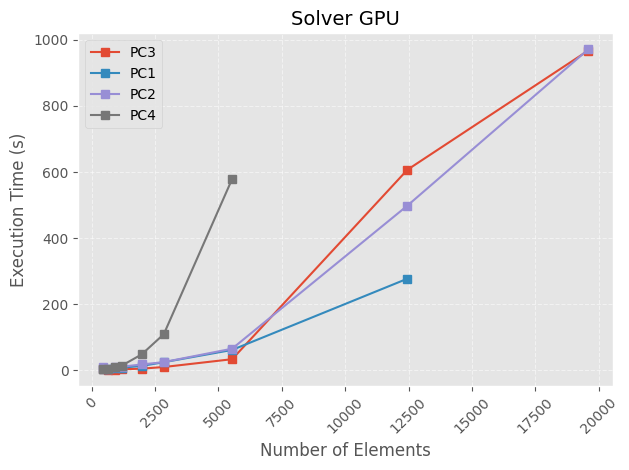 Solver GPU
PC3
PC1
PC2
PC4
Execution Time (s)
1000
800
600
400
200
0
0
2500
5000
7500
10000
12500
15000
17500
20000
Number of Elements